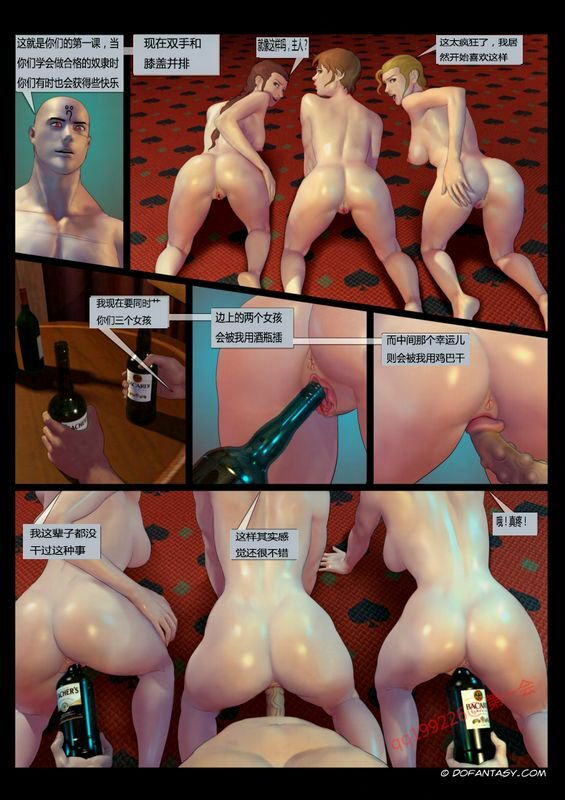 这就是你们的第一课，当
你们学会做合格的奴隶时
你们有时也会获得些快乐
现在双手和
膝盖并排
就像这样吗，主人？
这太疯狂了，我居
然开始喜欢这样
我现在要同时艹
你们三个女孩
边上的两个女孩
会被我用酒瓶插
而中间那个幸运儿
则会被我用鸡巴干
BACARDI
我这辈子都没
干过这种事
这样其实感
觉还很不错
哦！真疼！
BACARDI
© DOFANTASY.COM